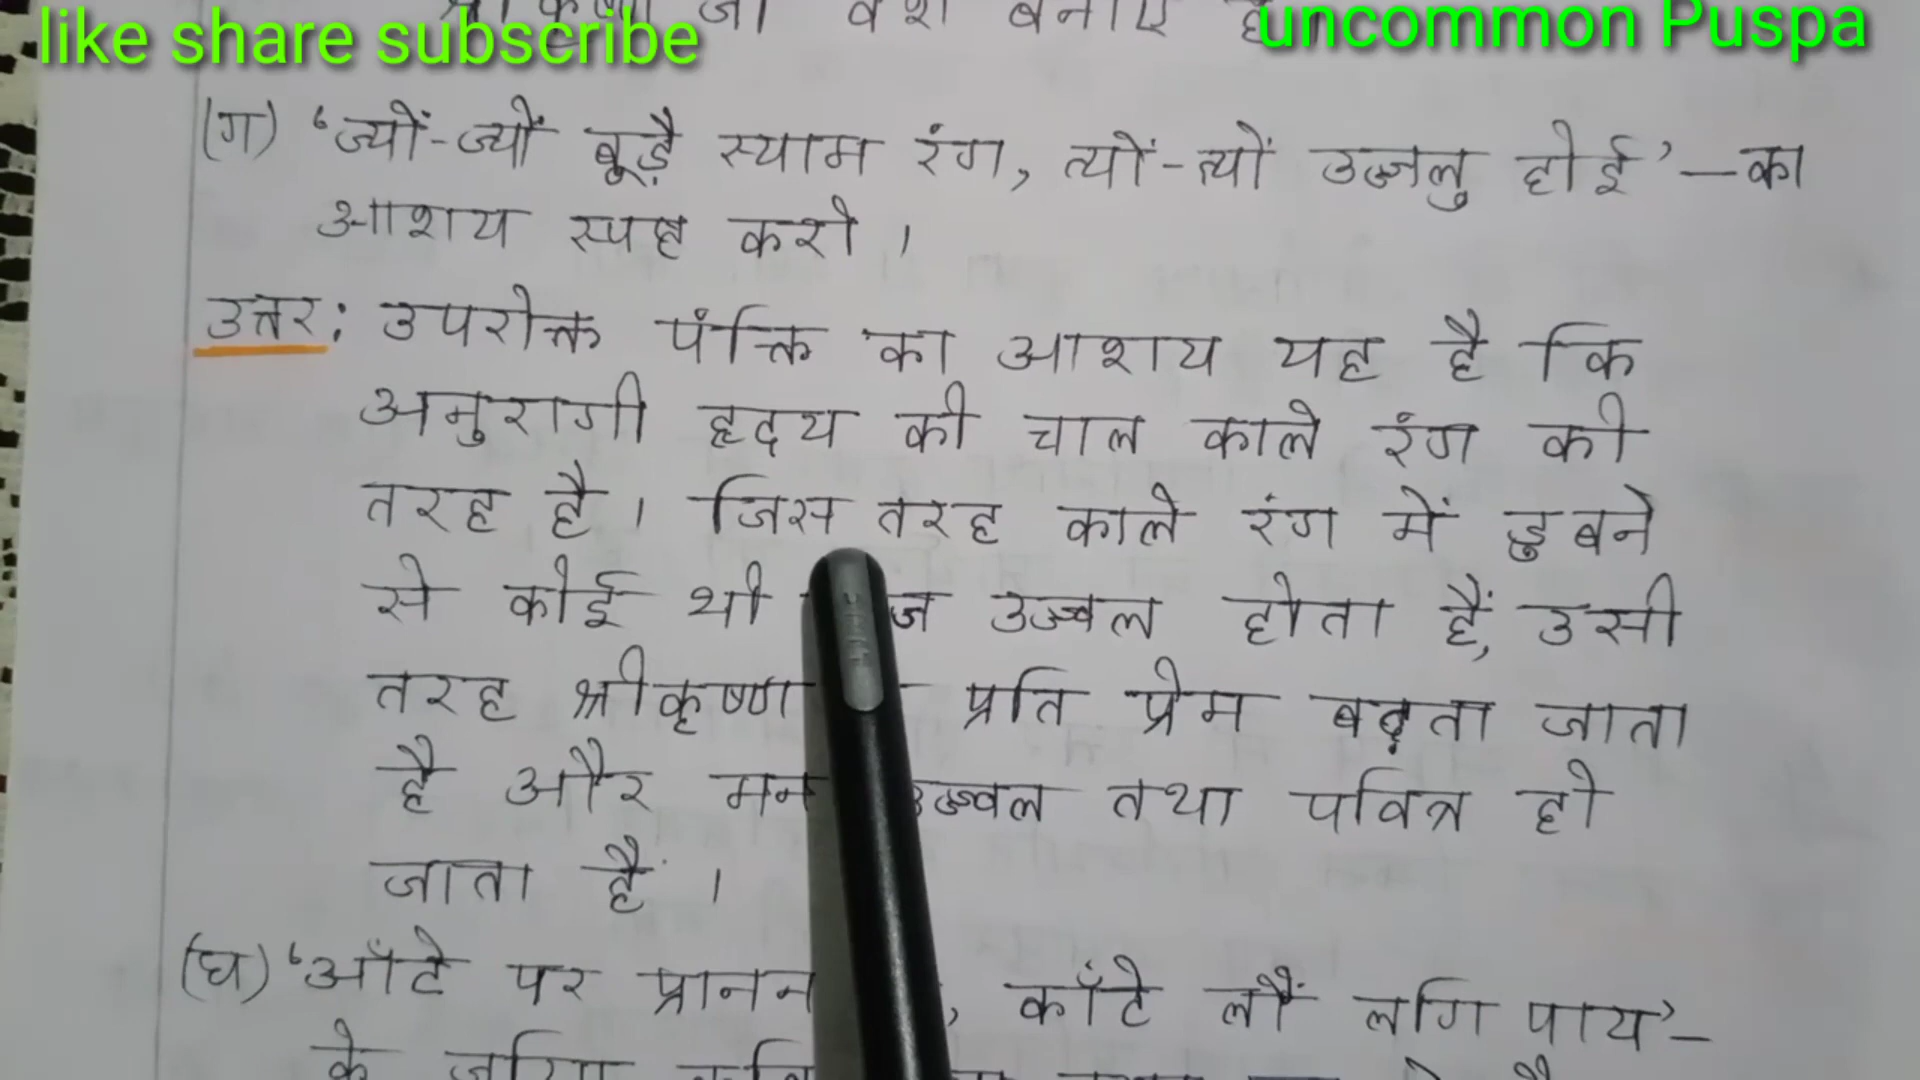 like share subscribe
uncommon Puspa
(ग) 'ज्यों-ज्यौं बूड़ै स्याम रंग, त्यों-त्यों उज्जलु होई' – का
आशय स्पष्ट करो ।
उत्तर: उपरोक्त पंक्ति का आशय यह है कि
अनुरागी हृदय की चाल काले रंग की
तरह है । जिस तरह काले रंग में डुबने
से कोई भी उज्वल होता हैं, उसी
तरह श्रीकृष्ण प्रति प्रेम बढ़ता जाता
है और मन उज्ज्वल तथा पवित्र हो
जाता हैं ।
(घ) 'आँटे पर प्रानन , काँटे लौं लगि पाय' –
के